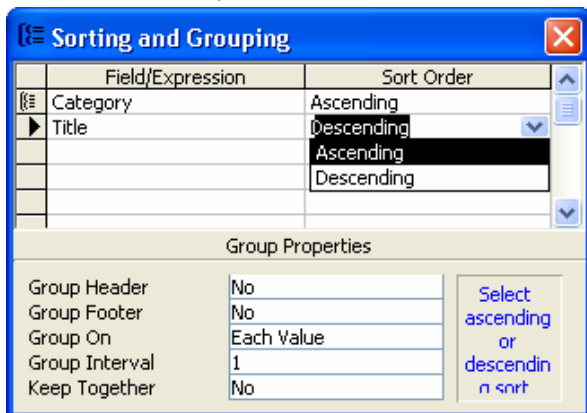 Sorting and Grouping
Field/Expression Sort Order
Category Ascending
Title Descending
Ascending
Descending
Group Properties
Group Header No
Group Footer No
Group On Each Value
Group Interval 1
Keep Together No
Select
ascending
or
descendin
g sort